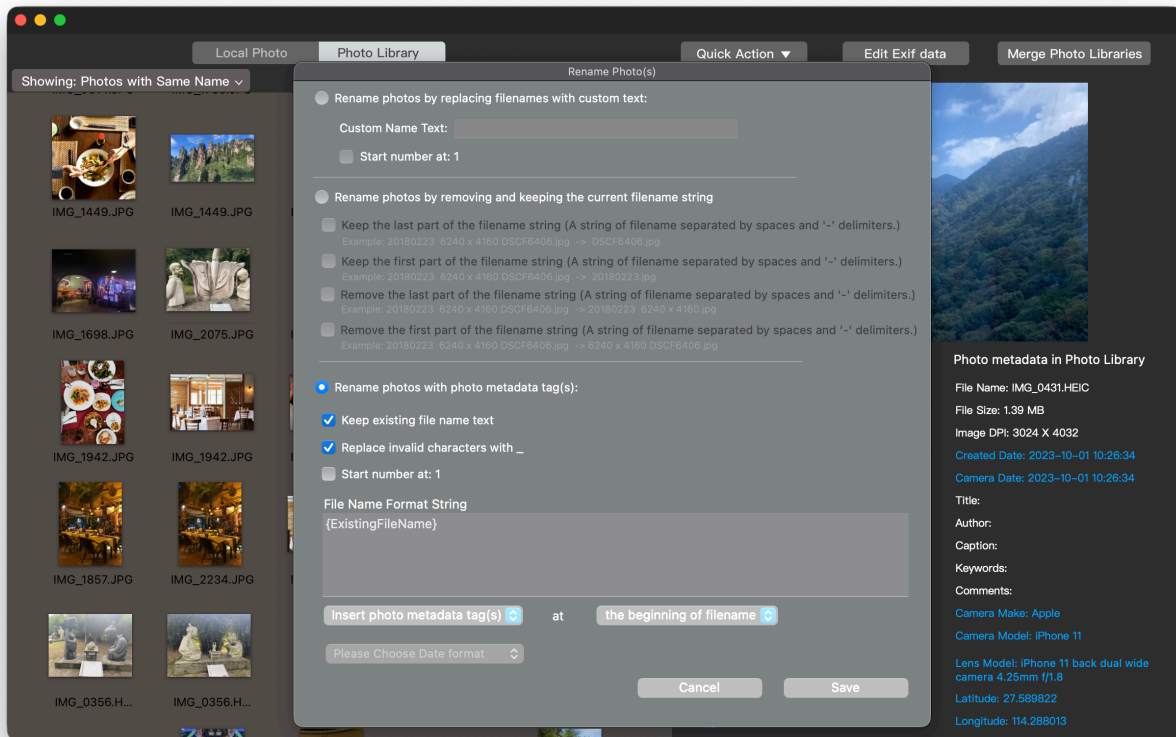 Local Photo
Photo Library
Quick Action ▼
Edit Exif data
Merge Photo Libraries
Showing: Photos with Same Name
Rename Photo(s)
Rename photos by replacing filenames with custom text:
Custom Name Text:
Start number at: 1
Rename photos by removing and keeping the current filename string
Keep the last part of the filename string (A string of filename separated by spaces and '-' delimiters.)
Example: 20180223 6240 x 4160 DSCF6406.jpg -> DSCF6406.jpg
Keep the first part of the filename string (A string of filename separated by spaces and '-' delimiters.)
Example: 20180223 6240 x 4160 DSCF6406.jpg -> 20180223.jpg
Remove the last part of the filename string (A string of filename separated by spaces and '-' delimiters.)
Example: 20180223 6240 x 4160 DSCF6406.jpg -> 20180223 6240 x 4160.jpg
Remove the first part of the filename string (A string of filename separated by spaces and '-' delimiters.)
Example: 20180223 6240 x 4160 DSCF6406.jpg -> 6240 x 4160 DSCF6406.jpg
Rename photos with photo metadata tag(s):
Keep existing file name text
Replace invalid characters with _
Start number at: 1
File Name Format String
{ExistingFileName}
Insert photo metadata tag(s)
at
the beginning of filename
Please Choose Date format
Cancel
Save
IMG_1449.JPG
IMG_1449.JPG
IMG_1698.JPG
IMG_2075.JPG
IMG_1942.JPG
IMG_1942.JPG
IMG_1857.JPG
IMG_2234.JPG
IMG_0356.H...
IMG_0356.H...
Photo metadata in Photo Library
File Name: IMG_0431.HEIC
File Size: 1.39 MB
Image DPI: 3024 X 4032
Created Date: 2023-10-01 10:26:34
Camera Date: 2023-10-01 10:26:34
Title:
Author:
Caption:
Keywords:
Comments:
Camera Make: Apple
Camera Model: iPhone 11
Lens Model: iPhone 11 back dual wide
camera 4.25mm f/1.8
Latitude: 27.589822
Longitude: 114.288013